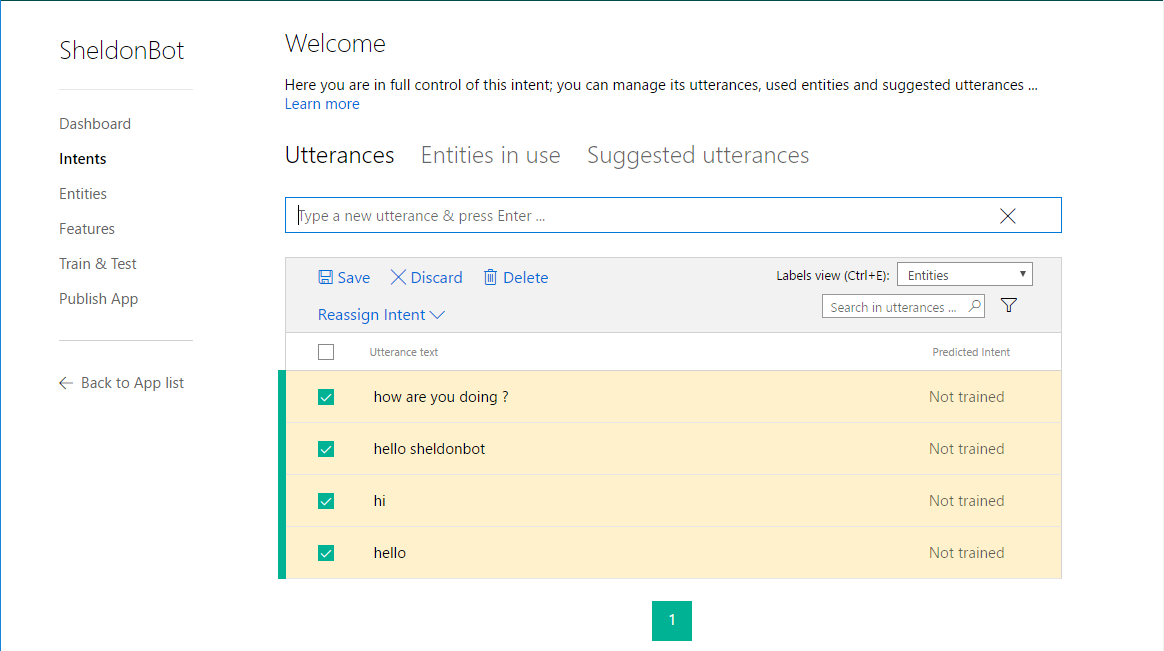 SheldonBot
Dashboard
Intents
Entities
Features
Train & Test
Publish App
Back to App list
Welcome
Here you are in full control of this intent; you can manage its utterances, used entities and suggested utterances ...
Learn more
Utterances Entities in use Suggested utterances
Type a new utterance & press Enter ...
Save Discard Delete Labels view (Ctrl+E): Entities
Reassign Intent Search in utterances ...
Utterance text Predicted Intent
how are you doing ? Not trained
hello sheldonbot Not trained
hi Not trained
hello Not trained
1